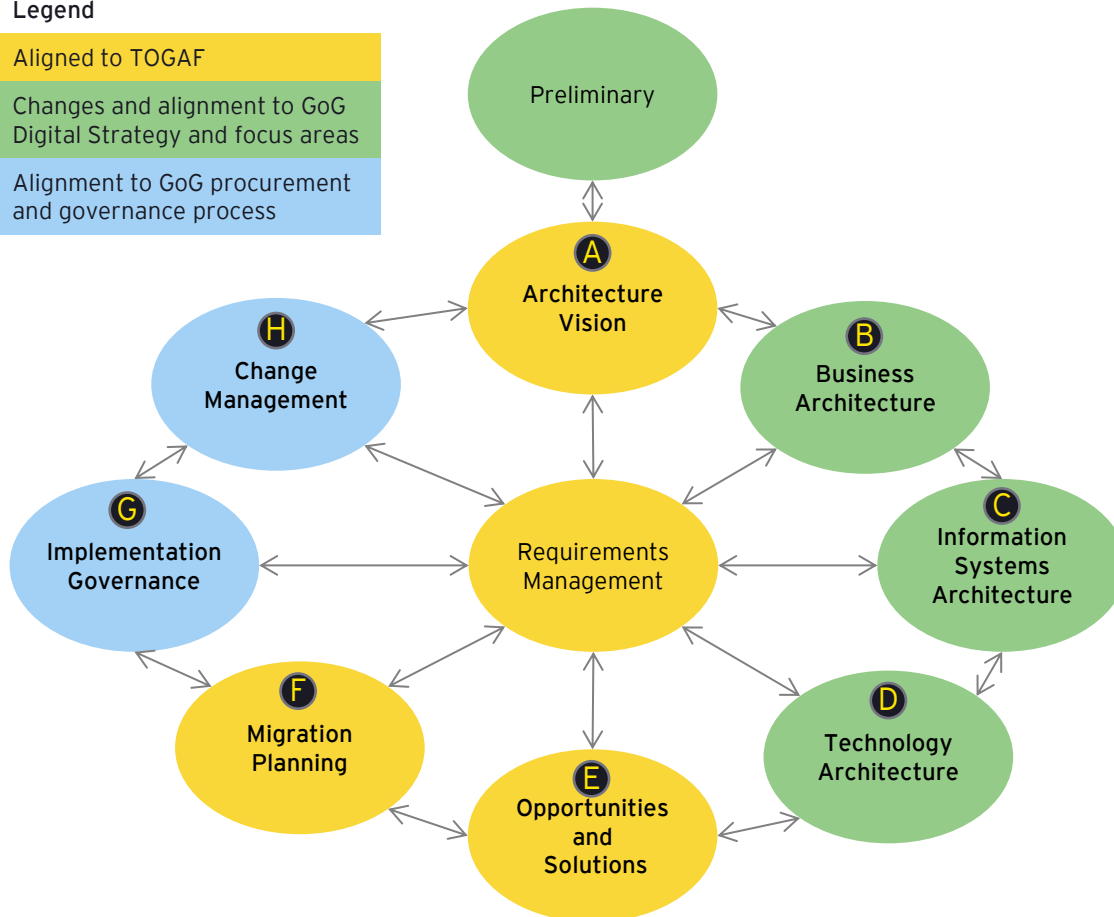 Legend
Aligned to TOGAF
Changes and alignment to GoG
Digital Strategy and focus areas
Alignment to GoG procurement
and governance process
Preliminary
A
Architecture
Vision
B
Business
Architecture
C
Information
Systems
Architecture
D
Technology
Architecture
E
Opportunities
and
Solutions
F
Migration
Planning
G
Implementation
Governance
H
Change
Management
Requirements
Management